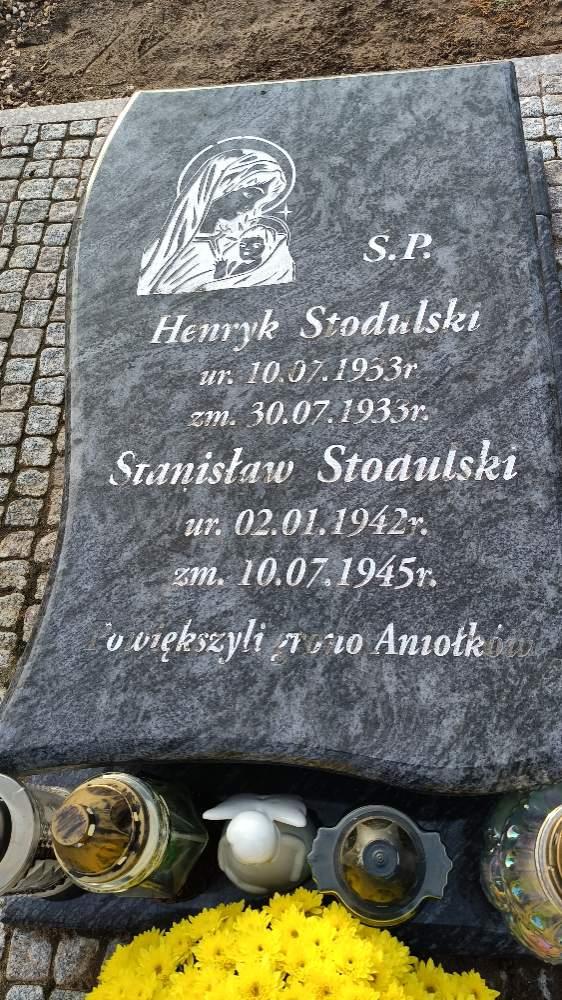 Ś.P.
Henryk Stodulski
ur. 10.07.1933r
zm. 30.07.1933r.
Stanisław Stodulski
ur. 02.01.1942r.
zm. 10.07.1945r.
Powiększyli grono Aniołków